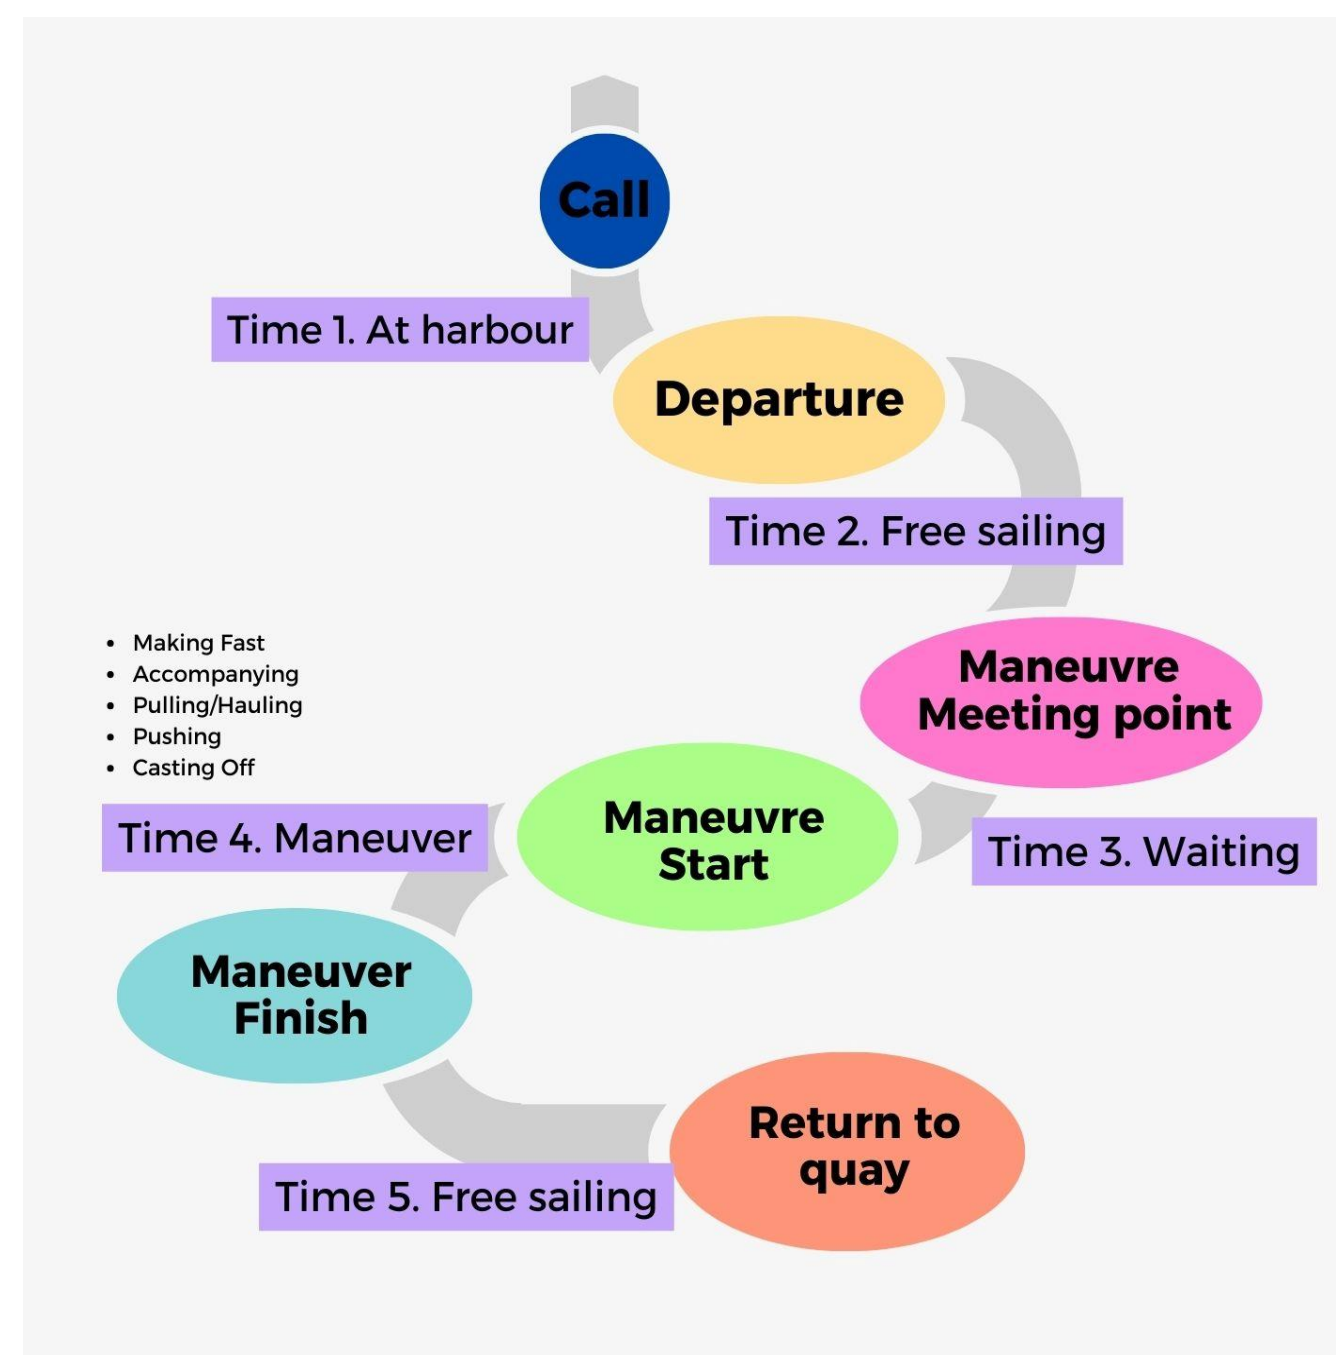 Call
Time 1. At harbour
Departure
Time 2. Free sailing
Maneuvre
Meeting point
Time 3. Waiting
Maneuvre
Start
• Making Fast
• Accompanying
• Pulling/Hauling
• Pushing
• Casting Off
Time 4. Maneuver
Maneuver
Finish
Time 5. Free sailing
Return to
quay